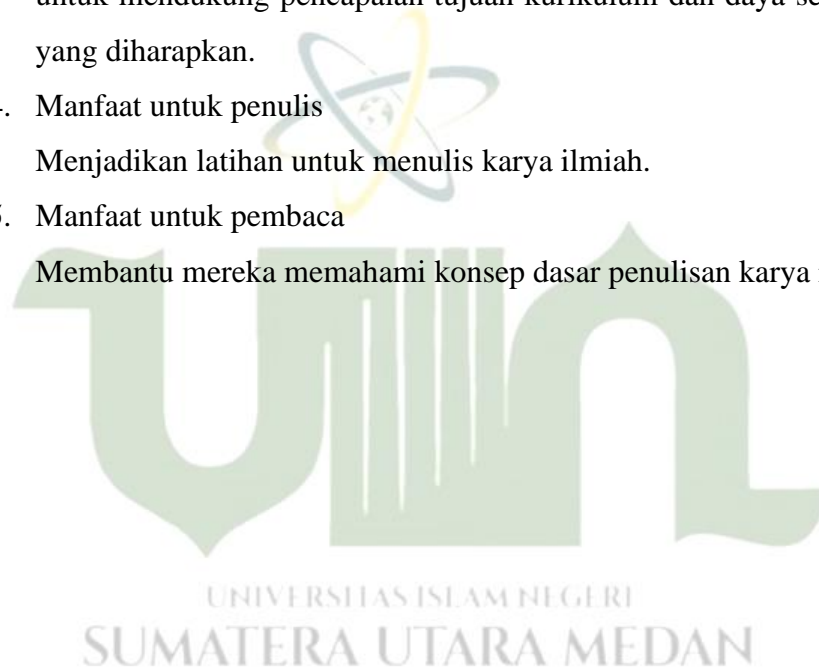 untuk mendukung pencapaian tujuan kurikulum dan daya
yang diharapkan.
Manfaat untuk penulis
Menjadikan latihan untuk menulis karya ilmiah.
Manfaat untuk pembaca
Membantu mereka memahami konsep dasar penulisan karya
UNIVERSITAS ISLAM NEGERI
SUMATERA UTARA MEDAN